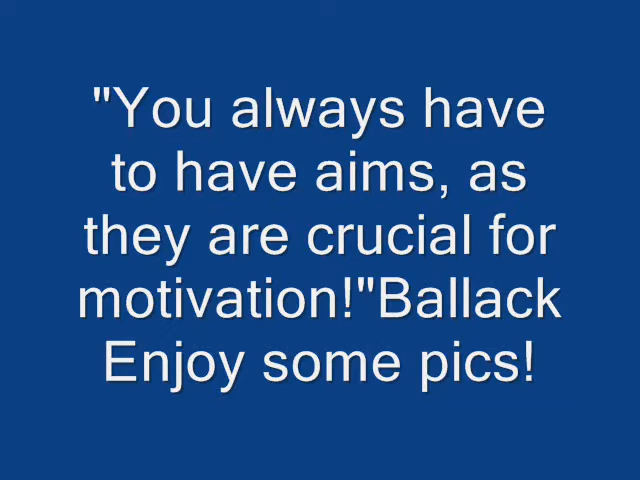 "You always have
to have aims, as
they are crucial for
motivation!"Ballack
Enjoy some pics!